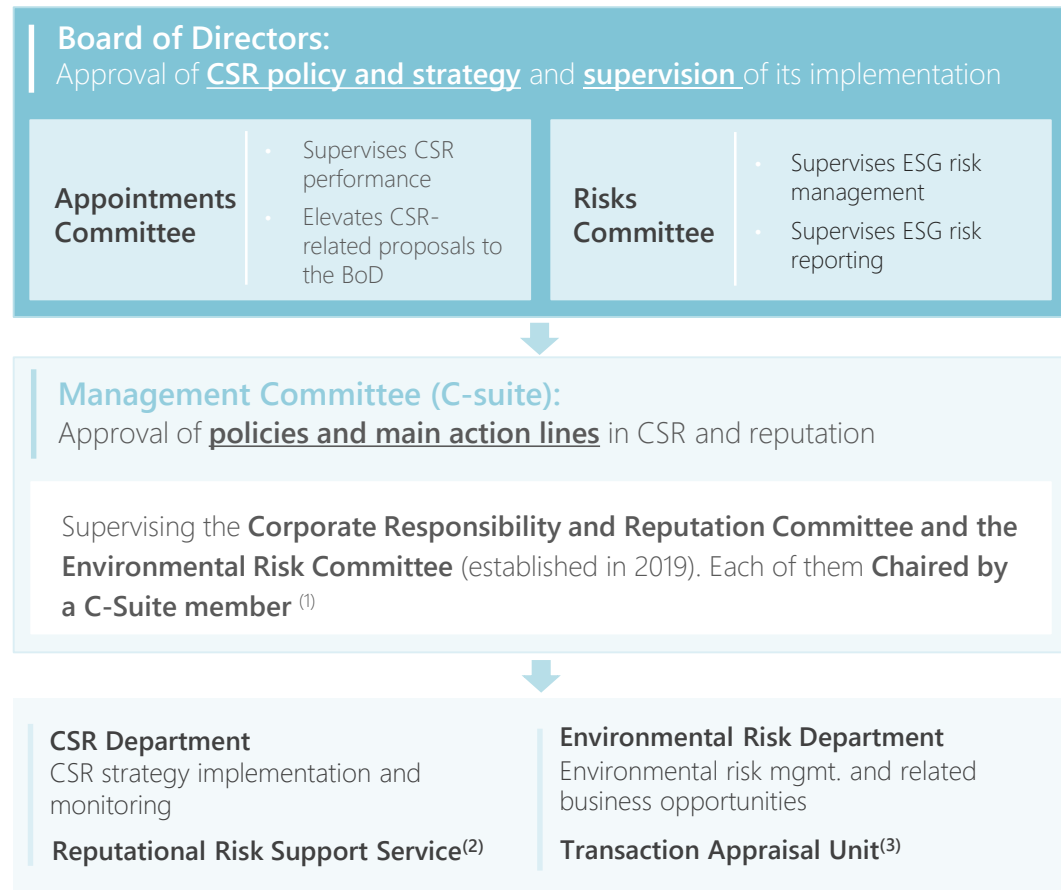 Board of Directors:
Approval of CSR policy and strategy and supervision of its implementation
Appointments
Committee
• Supervises CSR
performance
• Elevates CSR-
related proposals to
the BoD
Risks
Committee
• Supervises ESG risk
management
• Supervises ESG risk
reporting
Management Committee (C-suite):
Approval of policies and main action lines in CSR and reputation
Supervising the Corporate Responsibility and Reputation Committee and the
Environmental Risk Committee (established in 2019). Each of them Chaired by
a C-Suite member (1)
CSR Department
CSR strategy implementation and
monitoring
Reputational Risk Support Service(2)
Environmental Risk Department
Environmental risk mgmt. and related
business opportunities
Transaction Appraisal Unit(3)